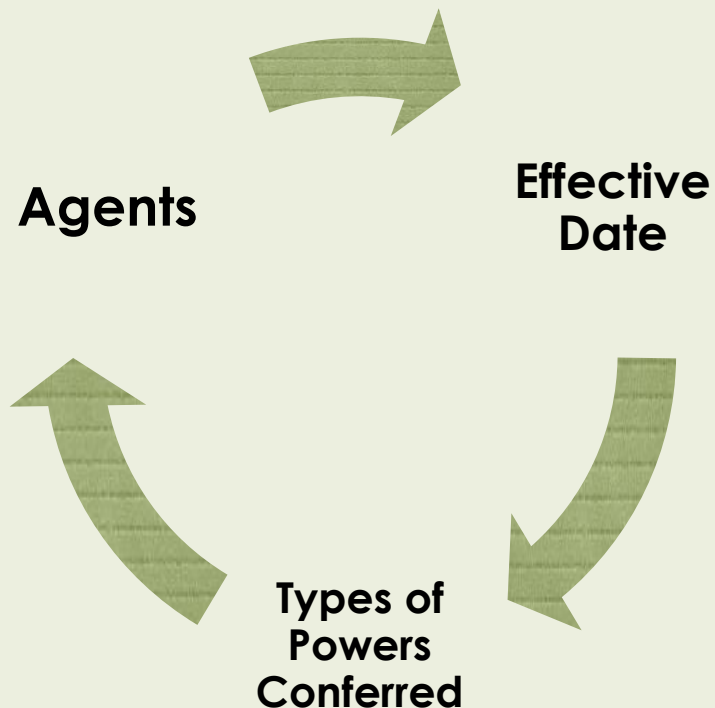 Agents
Effective
Date
Types of
Powers
Conferred